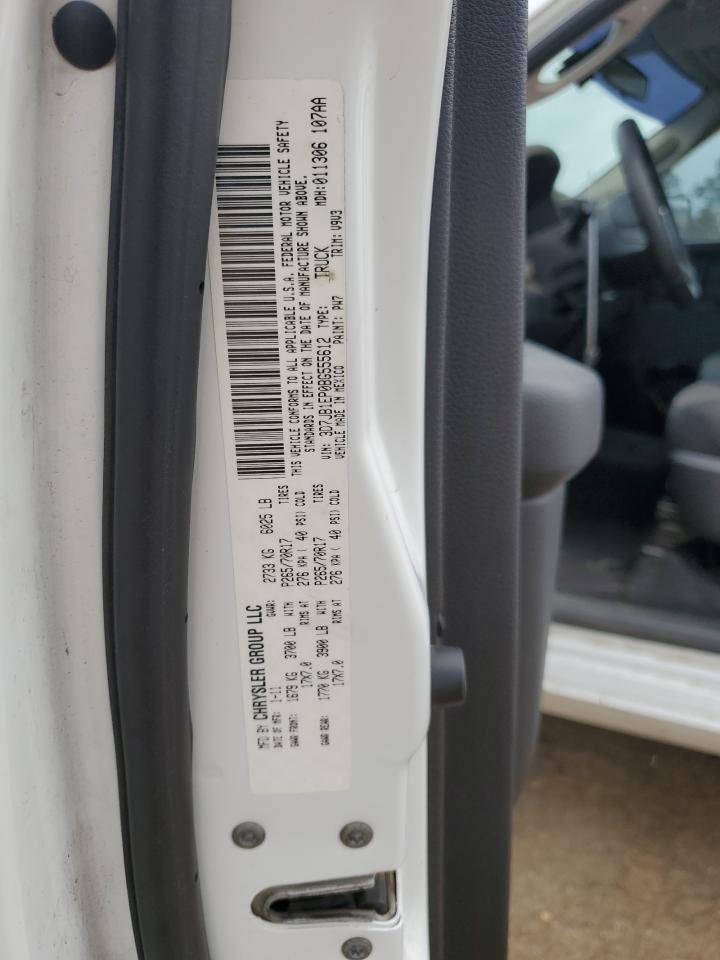 MFD BY CHRYSLER GROUP LLC
DATE OF MFR: 1-11 GVWR: 2733 KG 6025 LB
GAWR FRONT: 1679 KG 3700 LB WITH P265/70R17 TIRES
17X7.0 RIMS AT 276 KPA ( 40 PSI) COLD
GAWR REAR: 1770 KG 3900 LB WITH P265/70R17 TIRES
17X7.0 RIMS AT 276 KPA ( 40 PSI) COLD
THIS VEHICLE CONFORMS TO ALL APPLICABLE U.S.A. FEDERAL MOTOR VEHICLE SAFETY
STANDARDS IN EFFECT ON THE DATE OF MANUFACTURE SHOWN ABOVE.
VIN: 3D7JB1EP0BG555612 TYPE: TRUCK MDH:011306 107AA
VEHICLE MADE IN MEXICO PAINT: PW7 TRIM: V9V3